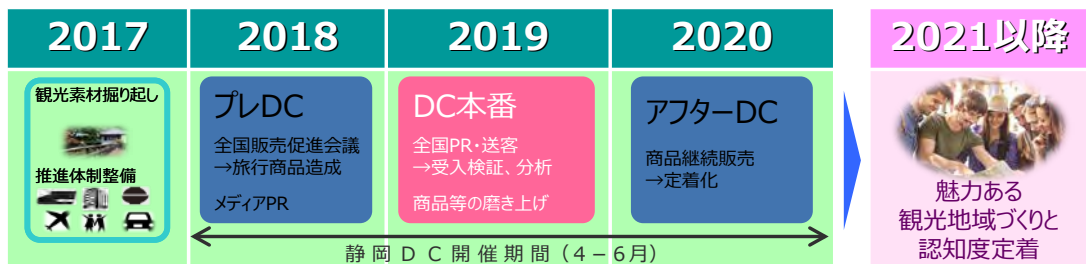 2017
2018
2019
2020
2021以降
観光素材掘り起し
推進体制整備
プレDC
全国販売促進会議
→旅行商品造成
メディアPR
DC本番
全国PR・送客
→受入検証、分析
商品等の磨き上げ
アフターDC
商品継続販売
→定着化
魅力ある
観光地域づくりと
認知度定着
静岡DC開催期間(4-6月)